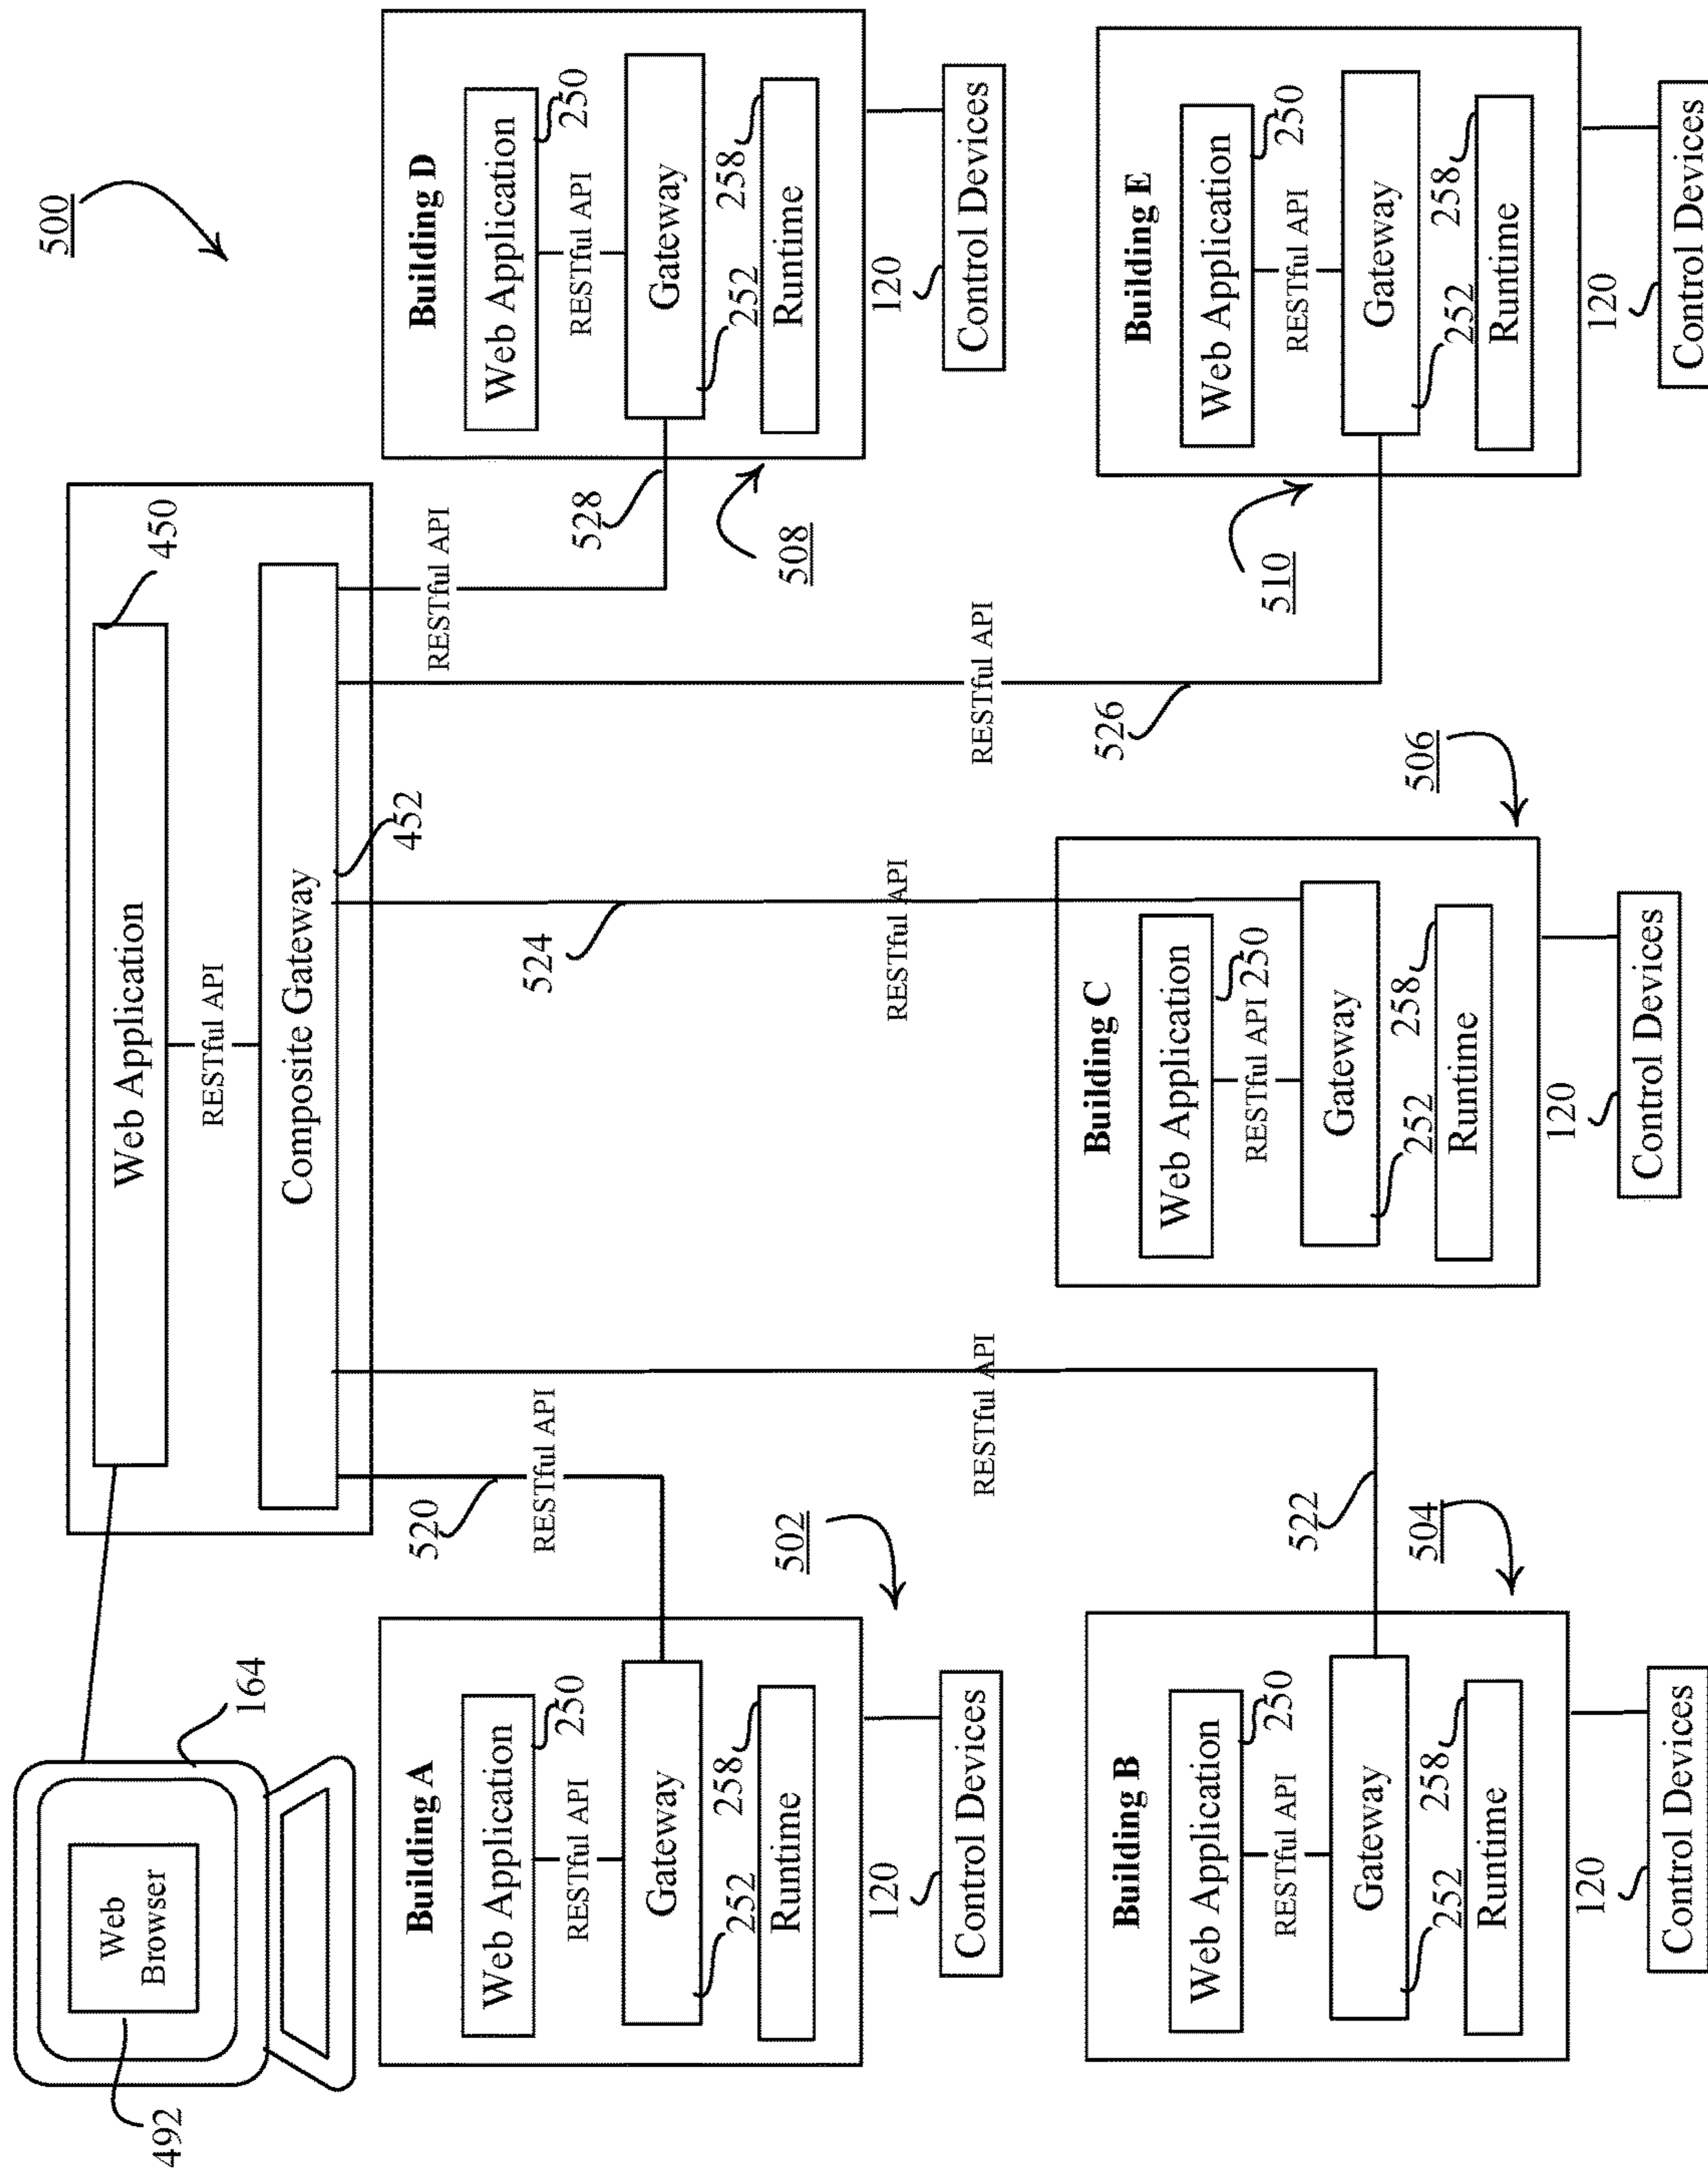 500
Web
Browser
492
164
Web Application
450
RESTful API
Composite Gateway
452
520
RESTful API
RESTful API
528
Building A
Web Application
250
RESTful API
Gateway
252
258
Runtime
120
Control Devices
502
Building D
Web Application
250
RESTful API
Gateway
252
258
Runtime
120
Control Devices
508
524
RESTful API
RESTful API
RESTful API
522
526
Building B
Web Application
250
RESTful API
Gateway
252
258
Runtime
120
Control Devices
504
Building C
Web Application
250
RESTful API
Gateway
252
258
Runtime
120
Control Devices
506
Building E
Web Application
250
RESTful API
Gateway
252
258
Runtime
120
Control Devices
510